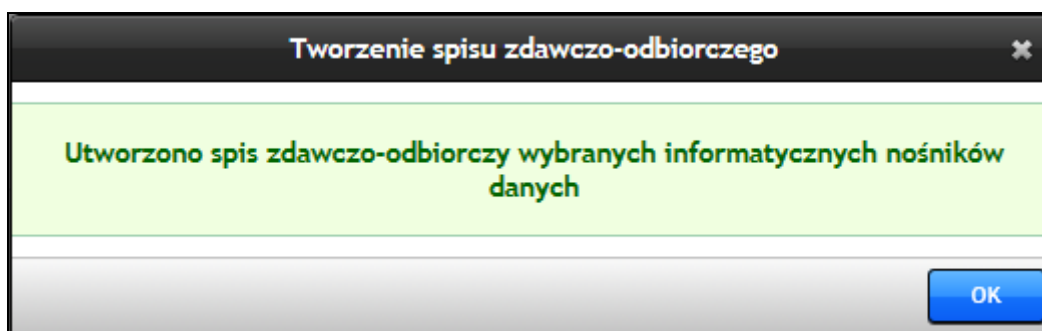 Tworzenie spisu zdawczo-odbiorczego
Utworzono spis zdawczo-odbiorczy wybranych informatycznych nośników
danych
OK